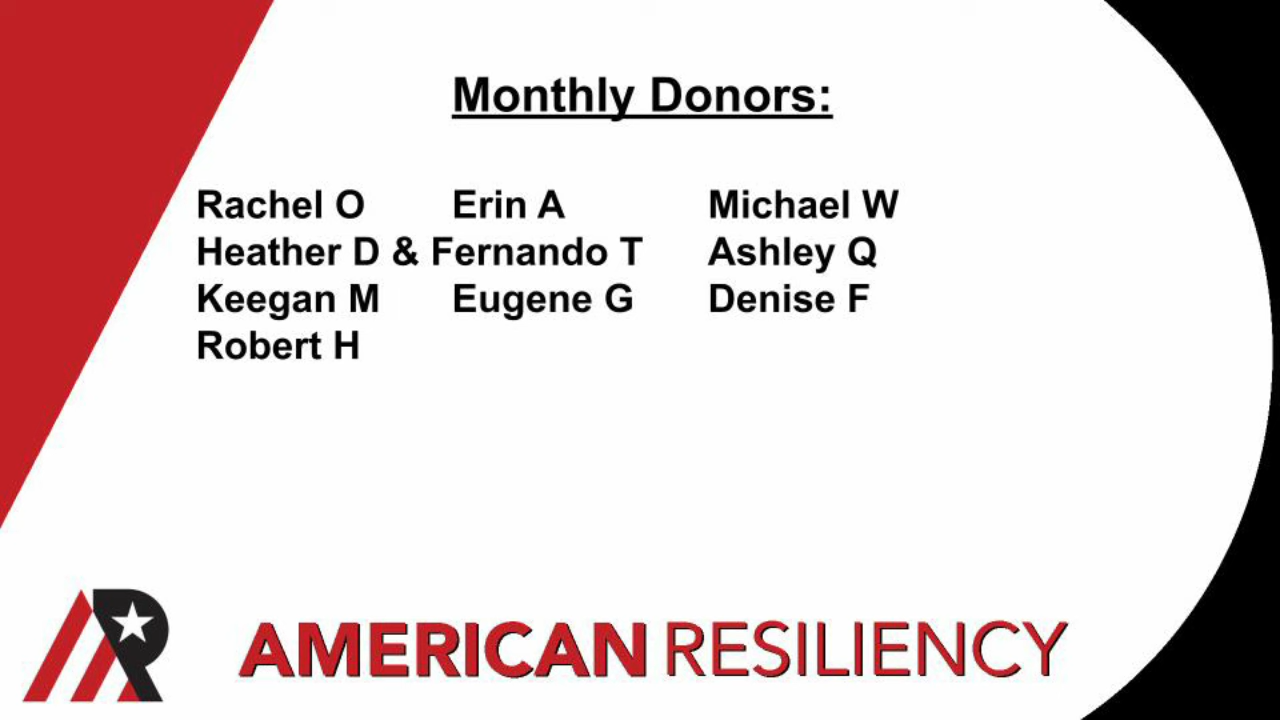 Monthly Donors:
Rachel O Erin A Michael W
Heather D & Fernando T Ashley Q
Keegan M Eugene G Denise F
Robert H
AMERICAN RESILIENCY